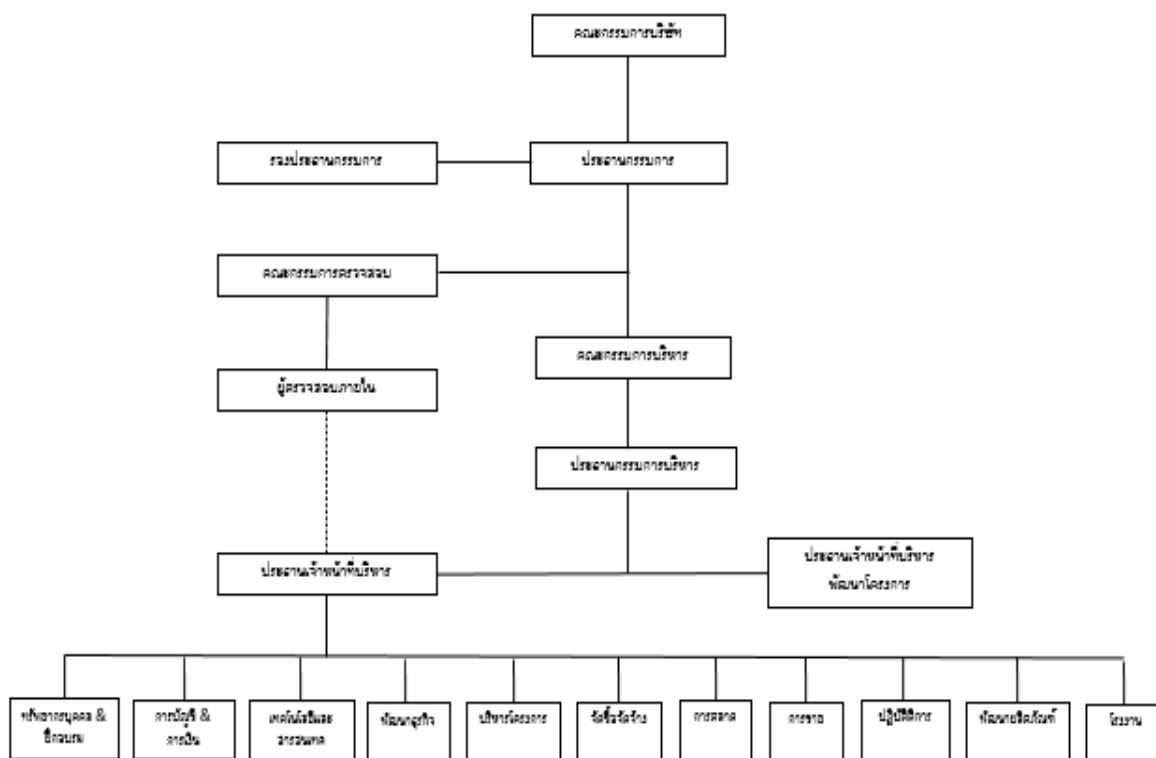 คณะกรรมการบริษัท
รองประธานกรรมการ
ประธานกรรมการ
คณะกรรมการตรวจสอบ
คณะกรรมการบริหาร
ผู้ตรวจสอบภายใน
ประธานกรรมการบริหาร
ประธานเจ้าหน้าที่บริหาร
ประธานเจ้าหน้าที่บริหาร
พัฒนาโครงการ
ทรัพยากรบุคคล &
ฝึกอบรม
การบัญชี &
การเงิน
เทคโนโลยีและ
สารสนเทศ
พัฒนาธุรกิจ
บริหารโครงการ
จัดซื้อจัดจ้าง
การตลาด
การขาย
ปฏิบัติการ
พัฒนาผลิตภัณฑ์
โรงงาน